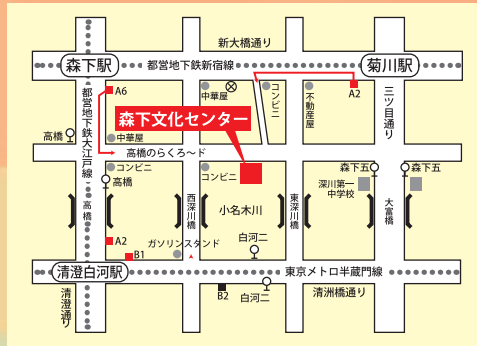 新大橋通り
森下駅
都営地下鉄新宿線
菊川駅
A6
中華屋
コンビニ
不動産屋
A2
都営地下鉄大江戸線
三ツ目通り
森下文化センター
高橋
中華屋
高橋のらくろ〜ド
コンビニ
高橋
コンビニ
森下五
森下五
深川第一
中学校
高橋
西深川橋
小名木川
東深川橋
大富橋
A2
B1
ガソリンスタンド
白河二
清澄白河駅
東京メトロ半蔵門線
清澄通り
B2
白河二
清洲橋通り